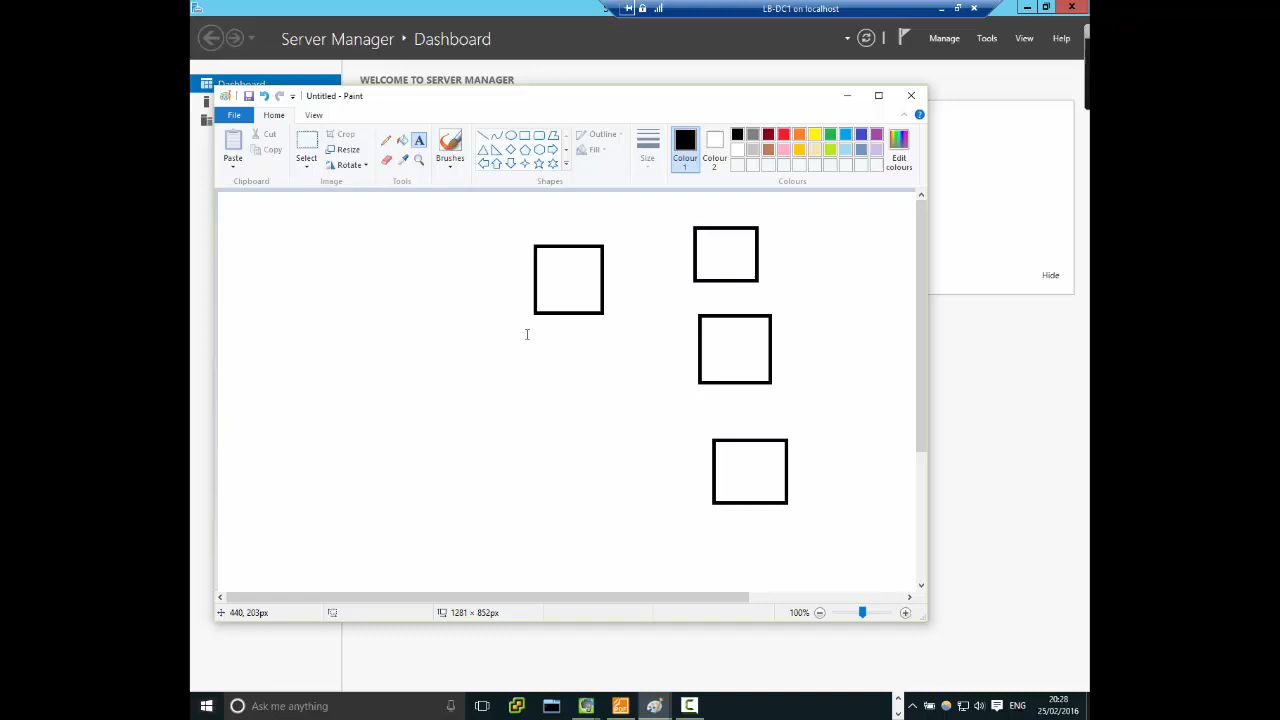 LB-DC1 on localhost
Server Manager ‣ Dashboard
Manage Tools View Help
Dashboard
WELCOME TO SERVER MANAGER
Untitled - Paint
File Home View
Paste
Cut
Copy
Clipboard
Select
Crop
Resize
Rotate
Image
A
Tools
Brushes
Outline
Fill
Shapes
Size
Colour 1
Colour 2
Edit colours
Colours
Hide
440, 203px
1281 × 852px
100%
Ask me anything
ENG
20:28
25/02/2016